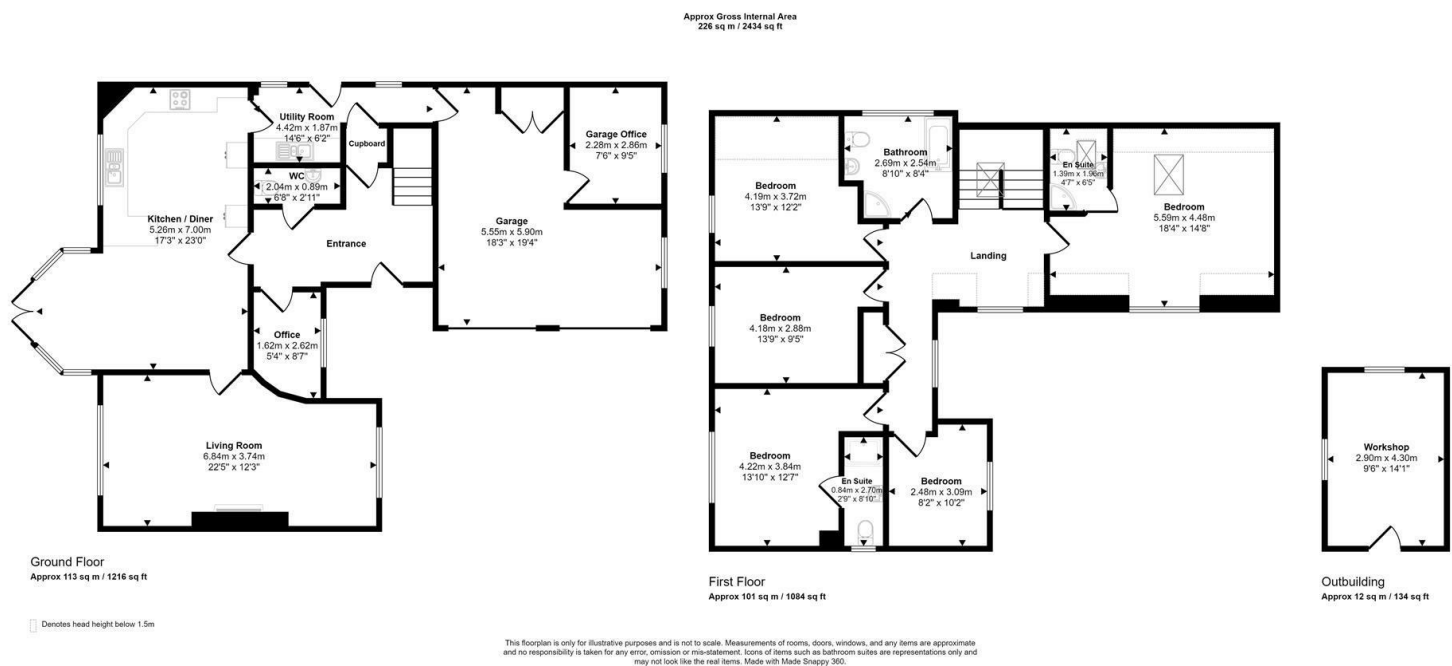 Approx Gross Internal Area
226 sq m / 2434 sq ft
Utility Room
4.42m x 1.87m
14'6" x 6'2"
Cupboard
Garage Office
2.28m x 2.86m
7'6" x 9'5"
WC
2.04m x 0.89m
6'8" x 2'11"
Kitchen / Diner
5.26m x 7.00m
17'3" x 23'0"
Garage
5.55m x 5.90m
18'3" x 19'4"
Entrance
Office
1.62m x 2.62m
5'4" x 8'7"
Living Room
6.84m x 3.74m
22'5" x 12'3"
Ground Floor
Approx 113 sq m / 1216 sq ft
Denotes head height below 1.5m
Bathroom
2.69m x 2.54m
8'10" x 8'4"
Bedroom
4.19m x 3.72m
13'9" x 12'2"
En Suite
1.39m x 1.96m
4'7" x 6'5"
Bedroom
5.59m x 4.48m
18'4" x 14'8"
Landing
Bedroom
4.18m x 2.88m
13'9" x 9'5"
Bedroom
4.22m x 3.84m
13'10" x 12'7"
En Suite
0.84m x 2.70m
2'9" x 8'10"
Bedroom
2.48m x 3.09m
8'2" x 10'2"
First Floor
Approx 101 sq m / 1084 sq ft
Workshop
2.90m x 4.30m
9'6" x 14'1"
Outbuilding
Approx 12 sq m / 134 sq ft
This floorplan is only for illustrative purposes and is not to scale. Measurements of rooms, doors, windows, and any items are approximate
and no responsibility is taken for any error, omission or mis-statement. Icons of items such as bathroom suites are representations only and
may not look like the real items. Made with Made Snappy 360.